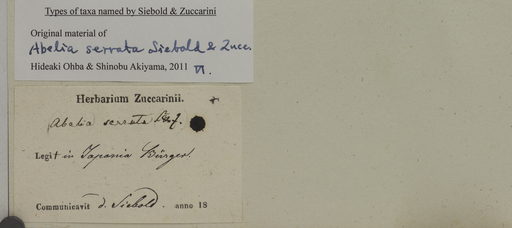 Types of taxa named by Siebold & Zuccarini
Original material of
Abelia serrata Siebold & Zucc.
Hideaki Ohba & Shinobu Akiyama, 2011 VI.
Herbarium Zuccarinii.
Abelia serrata
Legit in Japonia Bürger.
Communicavit d. Siebold. anno 18